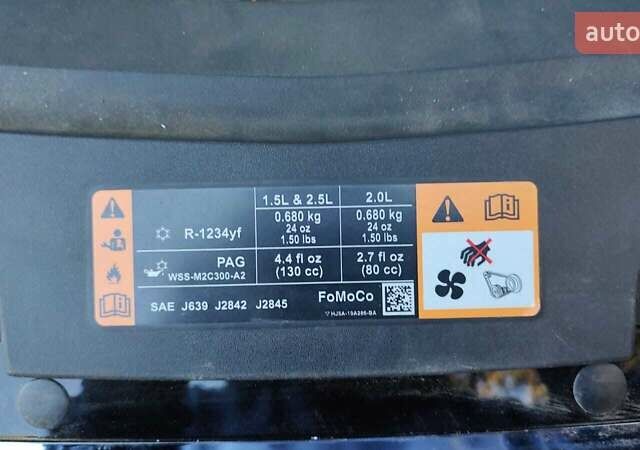 auto
1.5L & 2.5L 2.0L
R-1234yf 0.680 kg 0.680 kg
24 oz 24 oz
1.50 lbs 1.50 lbs
PAG 4.4 fl oz 2.7 fl oz
WSS-M2C300-A2 (130 cc) (80 cc)
SAE J639 J2842 J2845 FoMoCo
HJ5A-19A286-BA